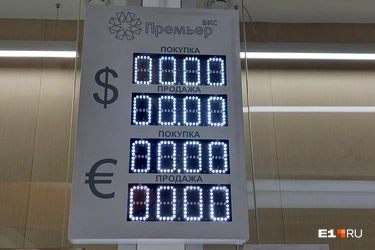 БКС
Премьер
ПОКУПКА
$ 00.00
ПРОДАЖА
00.00
ПОКУПКА
€ 00.00
ПРОДАЖА
00.00
E1.RU